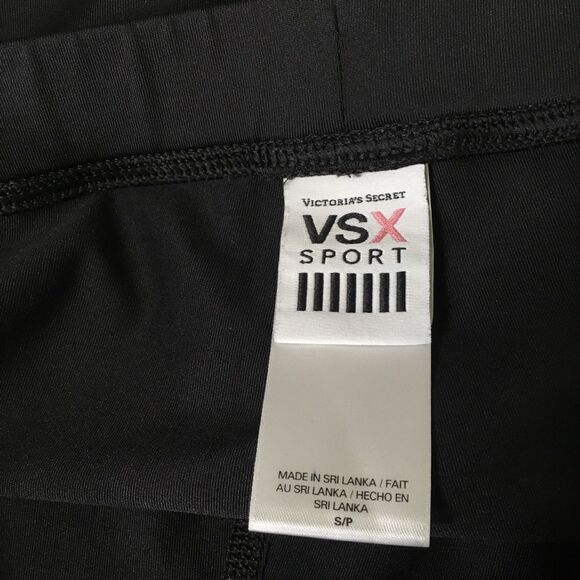 VICTORIA'S SECRET
VSX
SPORT
MADE IN SRI LANKA / FAIT
AU SRI LANKA / HECHO EN
SRI LANKA
S/P